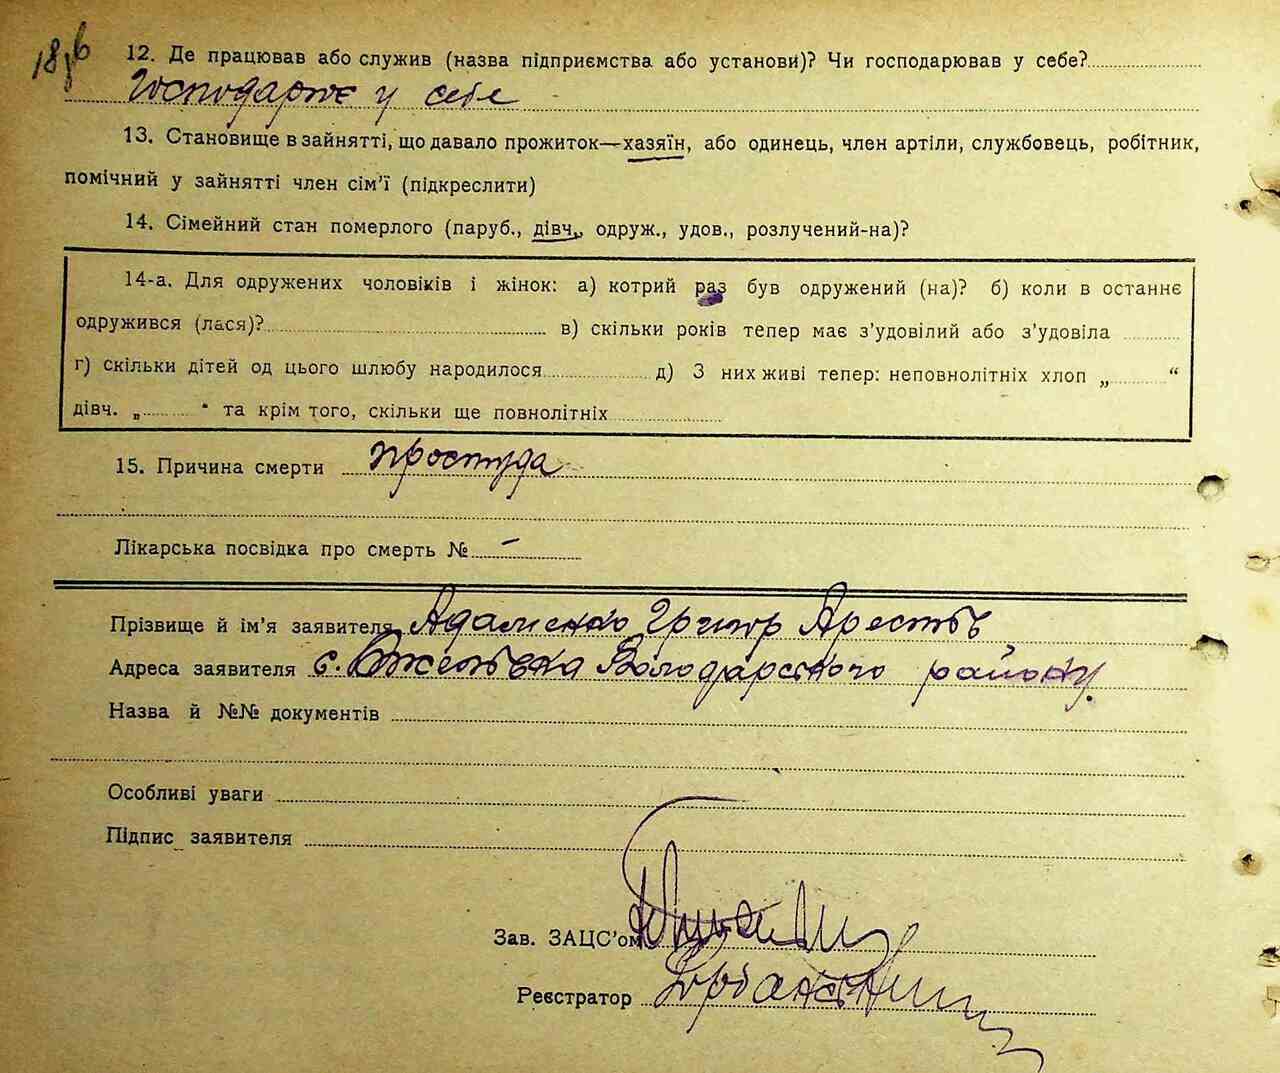 18зв
12. Де працював або служив (назва підприємства або установи)? Чи господарював у себе?
Господарює у себе
13. Становище в зайнятті, що давало прожиток—хазяїн, або одинець, член артілі, службовець, робітник,
помічний у зайнятті член сім'ї (підкреслити)
14. Сімейний стан померлого (паруб., дівч., одруж., удов., розлучений-на)?
14-а. Для одружених чоловіків і жінок: а) котрий раз був одружений (на)? б) коли в останнє
одружився (лася)? в) скільки років тепер має з'удовілий або з'удовіла
г) скільки дітей од цього шлюбу народилося д) З них живі тепер: неповнолітніх хлоп „ “
дівч. „ “ та крім того, скільки ще повнолітніх
15. Причина смерти простуда
Лікарська посвідка про смерть № –
Прізвище й ім'я заявителя Адаменко Григор
Адреса заявителя с. Володарського району.
Назва й №№ документів
Особливі уваги
Підпис заявителя
Зав. ЗАЦС'ом
Реєстратор